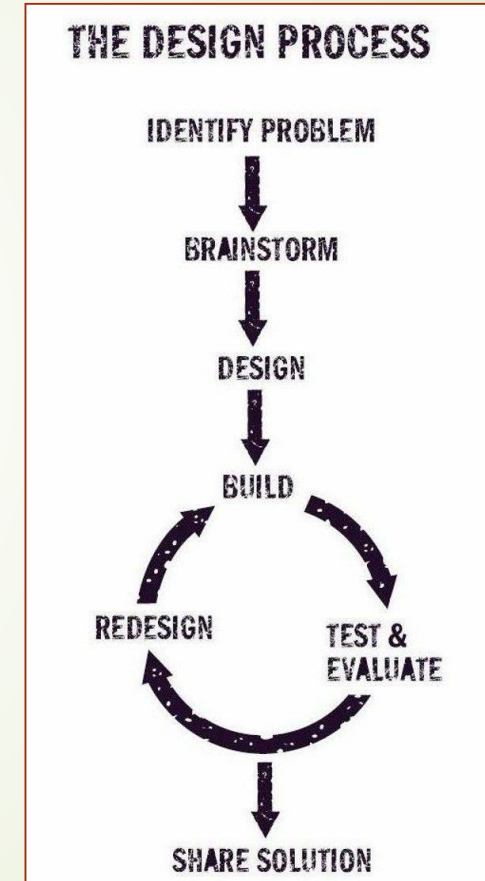 THE DESIGN PROCESS
IDENTIFY PROBLEM
BRAINSTORM
DESIGN
BUILD
REDESIGN
TEST &
EVALUATE
SHARE SOLUTION